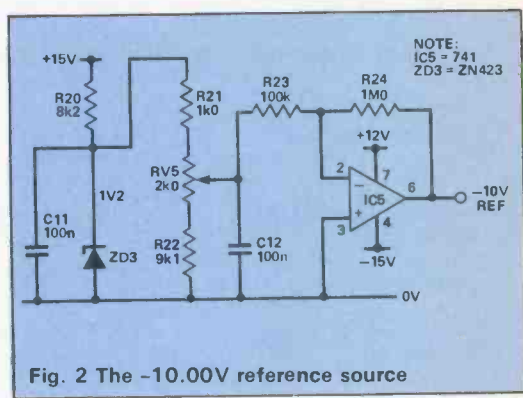 NOTE:
IC5 = 741
ZD3 = ZN423
+15V
R20
8k2
R21
1k0
R23
100k
R24
1M0
+12V
RV5
2k0
2
7
6
IC5
3
4
-10V
REF
1V2
C11
100n
ZD3
R22
9k1
C12
100n
-15V
0V
Fig. 2 The -10.00V reference source